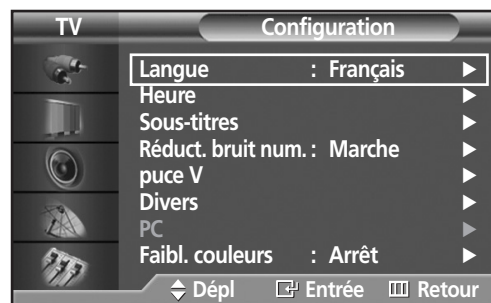 TV Configuration
Langue : Français
Heure
Sous-titres
Réduct. bruit num. : Marche
puce V
Divers
PC
Faibl. couleurs : Arrêt
Dépl Entrée Retour